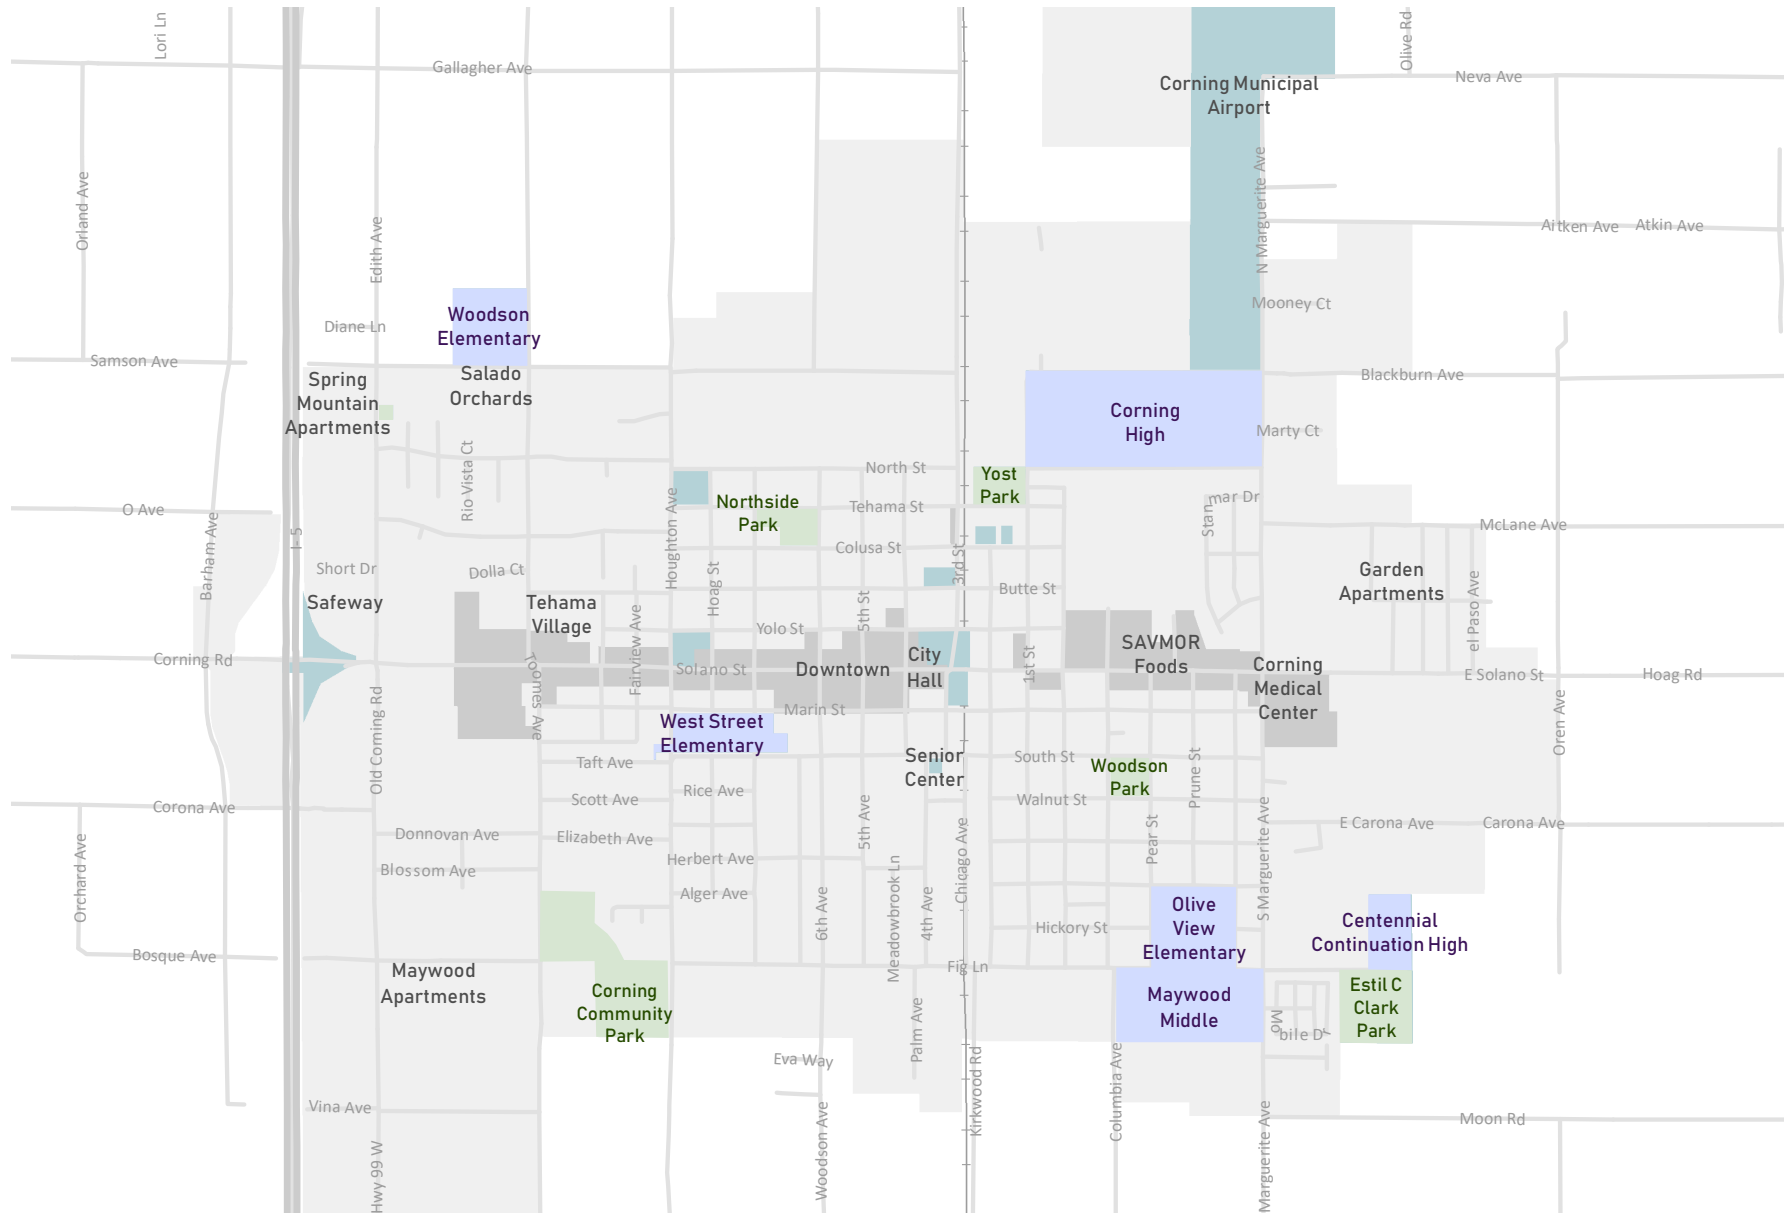 Lori Ln
Olive Rd
Gallagher Ave
Neva Ave
Corning Municipal
Airport
Orland Ave
Edith Ave
N Marguerite Ave
Aitken Ave
Atkin Ave
Mooney Ct
Diane Ln
Woodson
Elementary
Samson Ave
Spring
Mountain
Apartments
Salado
Orchards
Blackburn Ave
Corning
High
Marty Ct
Rio Vista Ct
North St
Yost
Park
Northside
Park
Tehama St
Stan
mar Dr
O Ave
Barham Ave
I-5
Houghton Ave
McLane Ave
Colusa St
3rd St
Short Dr
Dolla Ct
Hoag St
Butte St
Garden
Apartments
el Paso Ave
Safeway
Tehama
Village
Fairview Ave
5th St
Yolo St
SAVMOR
Foods
Corning Rd
Toomes Ave
Solano St
Downtown
City
Hall
1st St
Corning
Medical
Center
E Solano St
Hoag Rd
Old Corning Rd
West Street
Elementary
Marin St
Oren Ave
Taft Ave
Senior
Center
South St
Woodson
Park
Prune St
Corona Ave
Scott Ave
Rice Ave
Walnut St
Donnovan Ave
Elizabeth Ave
5th Ave
Chicago Ave
Pear St
S Marguerite Ave
E Carona Ave
Carona Ave
Orchard Ave
Blossom Ave
Herbert Ave
Alger Ave
Meadowbrook Ln
6th Ave
4th Ave
Hickory St
Olive
View
Elementary
Centennial
Continuation High
Bosque Ave
Maywood
Apartments
Fig Ln
Corning
Community
Park
Maywood
Middle
Mo
bile Dr
Estil C
Clark
Park
Palm Ave
Eva Way
Kirkwood Rd
Columbia Ave
Vina Ave
Hwy 99 W
Woodson Ave
Marguerite Ave
Moon Rd